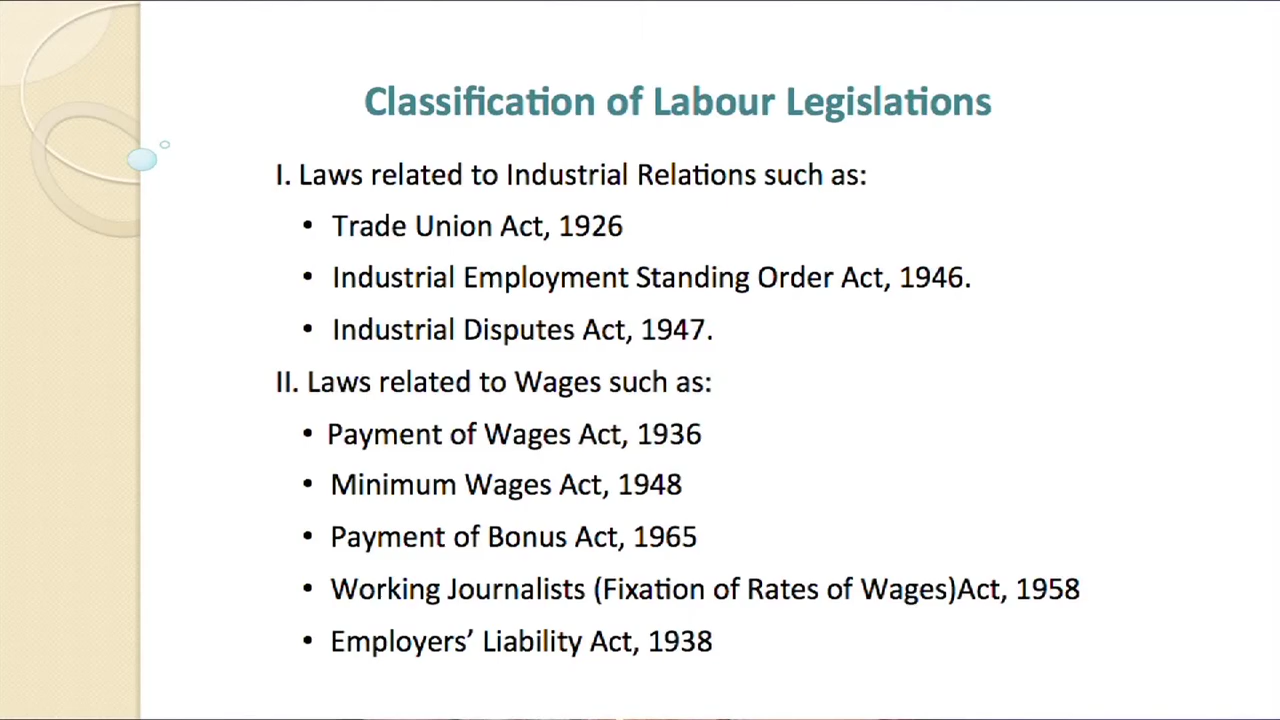 Classification of Labour Legislations
I. Laws related to Industrial Relations such as:
• Trade Union Act, 1926
• Industrial Employment Standing Order Act, 1946.
• Industrial Disputes Act, 1947.
II. Laws related to Wages such as:
• Payment of Wages Act, 1936
• Minimum Wages Act, 1948
• Payment of Bonus Act, 1965
• Working Journalists (Fixation of Rates of Wages)Act, 1958
• Employers’ Liability Act, 1938